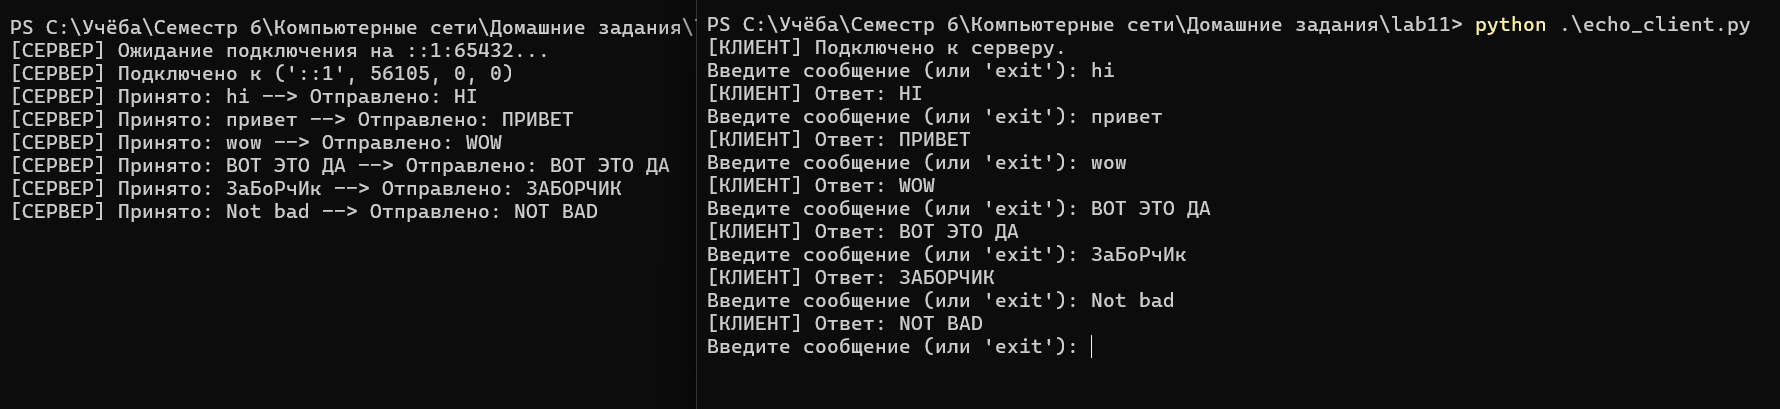 PS C:\Учёба\Семестр 6\Компьютерные сети\Домашние задания\
[СЕРВЕР] Ожидание подключения на ::1:65432...
[СЕРВЕР] Подключено к ('::1', 56105, 0, 0)
[СЕРВЕР] Принято: hi --> Отправлено: HI
[СЕРВЕР] Принято: привет --> Отправлено: ПРИВЕТ
[СЕРВЕР] Принято: wow --> Отправлено: WOW
[СЕРВЕР] Принято: ВОТ ЭТО ДА --> Отправлено: ВОТ ЭТО ДА
[СЕРВЕР] Принято: ЗаБоРчИк --> Отправлено: ЗАБОРЧИК
[СЕРВЕР] Принято: Not bad --> Отправлено: NOT BAD
PS C:\Учёба\Семестр 6\Компьютерные сети\Домашние задания\lab11> python .\echo_client.py
[КЛИЕНТ] Подключено к серверу.
Введите сообщение (или 'exit'): hi
[КЛИЕНТ] Ответ: HI
Введите сообщение (или 'exit'): привет
[КЛИЕНТ] Ответ: ПРИВЕТ
Введите сообщение (или 'exit'): wow
[КЛИЕНТ] Ответ: WOW
Введите сообщение (или 'exit'): ВОТ ЭТО ДА
[КЛИЕНТ] Ответ: ВОТ ЭТО ДА
Введите сообщение (или 'exit'): ЗаБоРчИк
[КЛИЕНТ] Ответ: ЗАБОРЧИК
Введите сообщение (или 'exit'): Not bad
[КЛИЕНТ] Ответ: NOT BAD
Введите сообщение (или 'exit'):